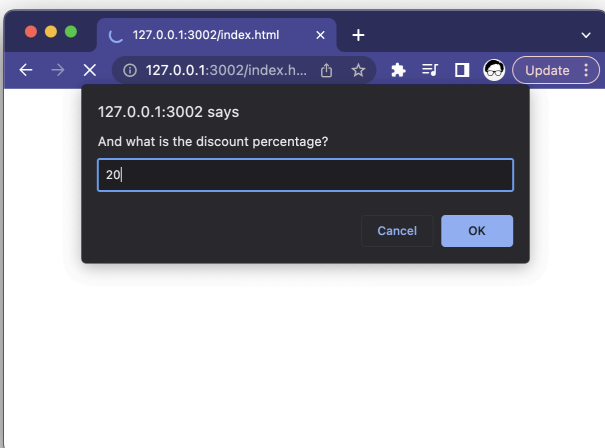 127.0.0.1:3002/index.html
127.0.0.1:3002/index.h... Update
127.0.0.1:3002 says
And what is the discount percentage?
20
Cancel OK